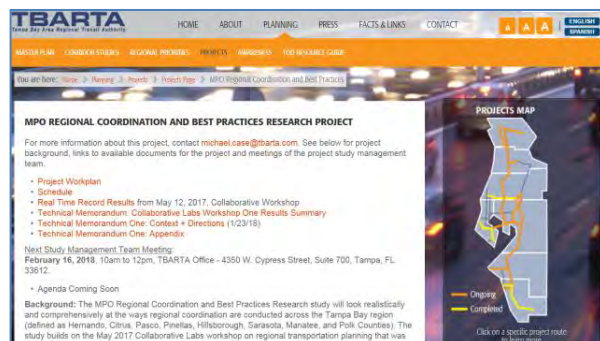 TBARTA
Tampa Bay Area Regional Transit Authority
HOME ABOUT PLANNING PRESS FACTS & LINKS CONTACT
A A A
ENGLISH
SPANISH
MASTER PLAN CORRIDOR STUDIES REGIONAL PRIORITIES PROJECTS AWARENESS TOD RESOURCE GUIDE
You are here: Home > Planning > Projects > Projects Page > MPO Regional Coordination and Best Practices
MPO REGIONAL COORDINATION AND BEST PRACTICES RESEARCH PROJECT
For more information about this project, contact michael.case@tbarta.com. See below for project
background, links to available documents for the project and meetings of the project study management
team.
• Project Workplan
• Schedule
• Real Time Record Results from May 12, 2017, Collaborative Workshop
• Technical Memorandum: Collaborative Labs Workshop One Results Summary
• Technical Memorandum One: Context + Directions (1/23/18)
• Technical Memorandum One: Appendix
Next Study Management Team Meeting:
February 16, 2018, 10am to 12pm, TBARTA Office - 4350 W. Cypress Street, Suite 700, Tampa, FL
33612.
• Agenda Coming Soon
Background: The MPO Regional Coordination and Best Practices Research study will look realistically
and comprehensively at the ways regional coordination are conducted across the Tampa Bay region
(defined as Hernando, Citrus, Pasco, Pinellas, Hillsborough, Sarasota, Manatee, and Polk Counties). The
study builds on the May 2017 Collaborative Labs workshop on regional transportation planning that was
PROJECTS MAP
Ongoing
Completed
Click on a specific project route
to learn more